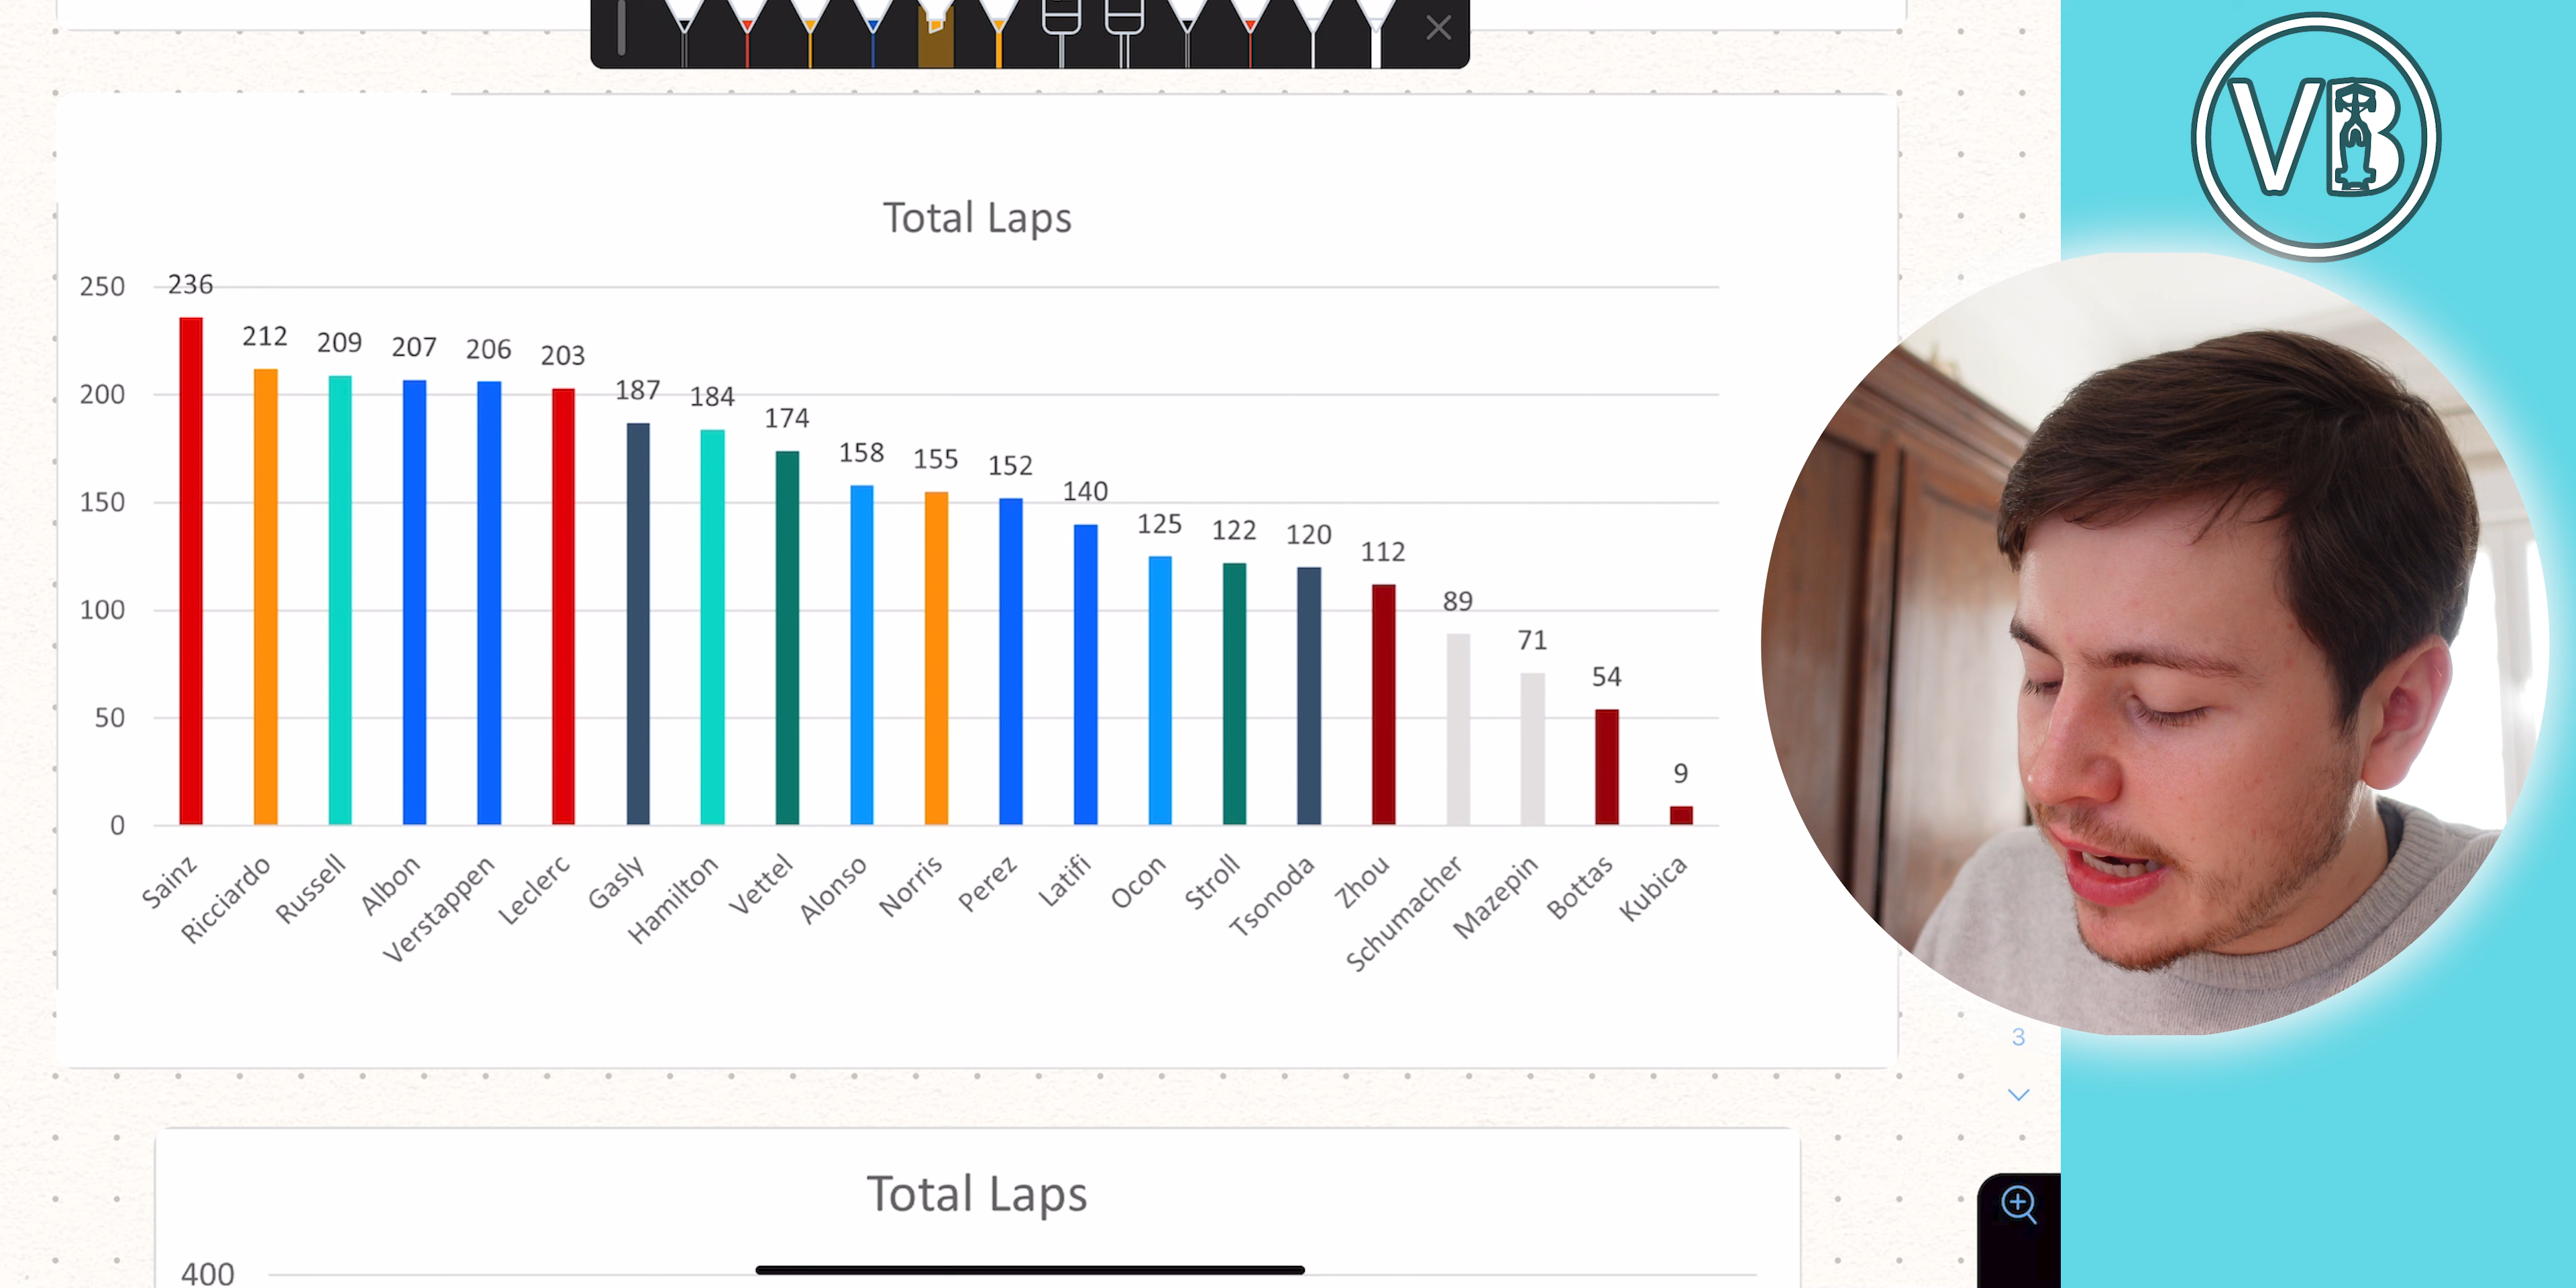 VB
Total Laps
250
200
150
100
50
0
236
212
209
207
206
203
187
184
174
158
155
152
140
125
122
120
112
89
71
54
9
Sainz
Ricciardo
Russell
Albon
Verstappen
Leclerc
Gasly
Hamilton
Vettel
Alonso
Norris
Perez
Latifi
Ocon
Stroll
Tsonoda
Zhou
Schumacher
Mazepin
Bottas
Kubica
3
Total Laps
400